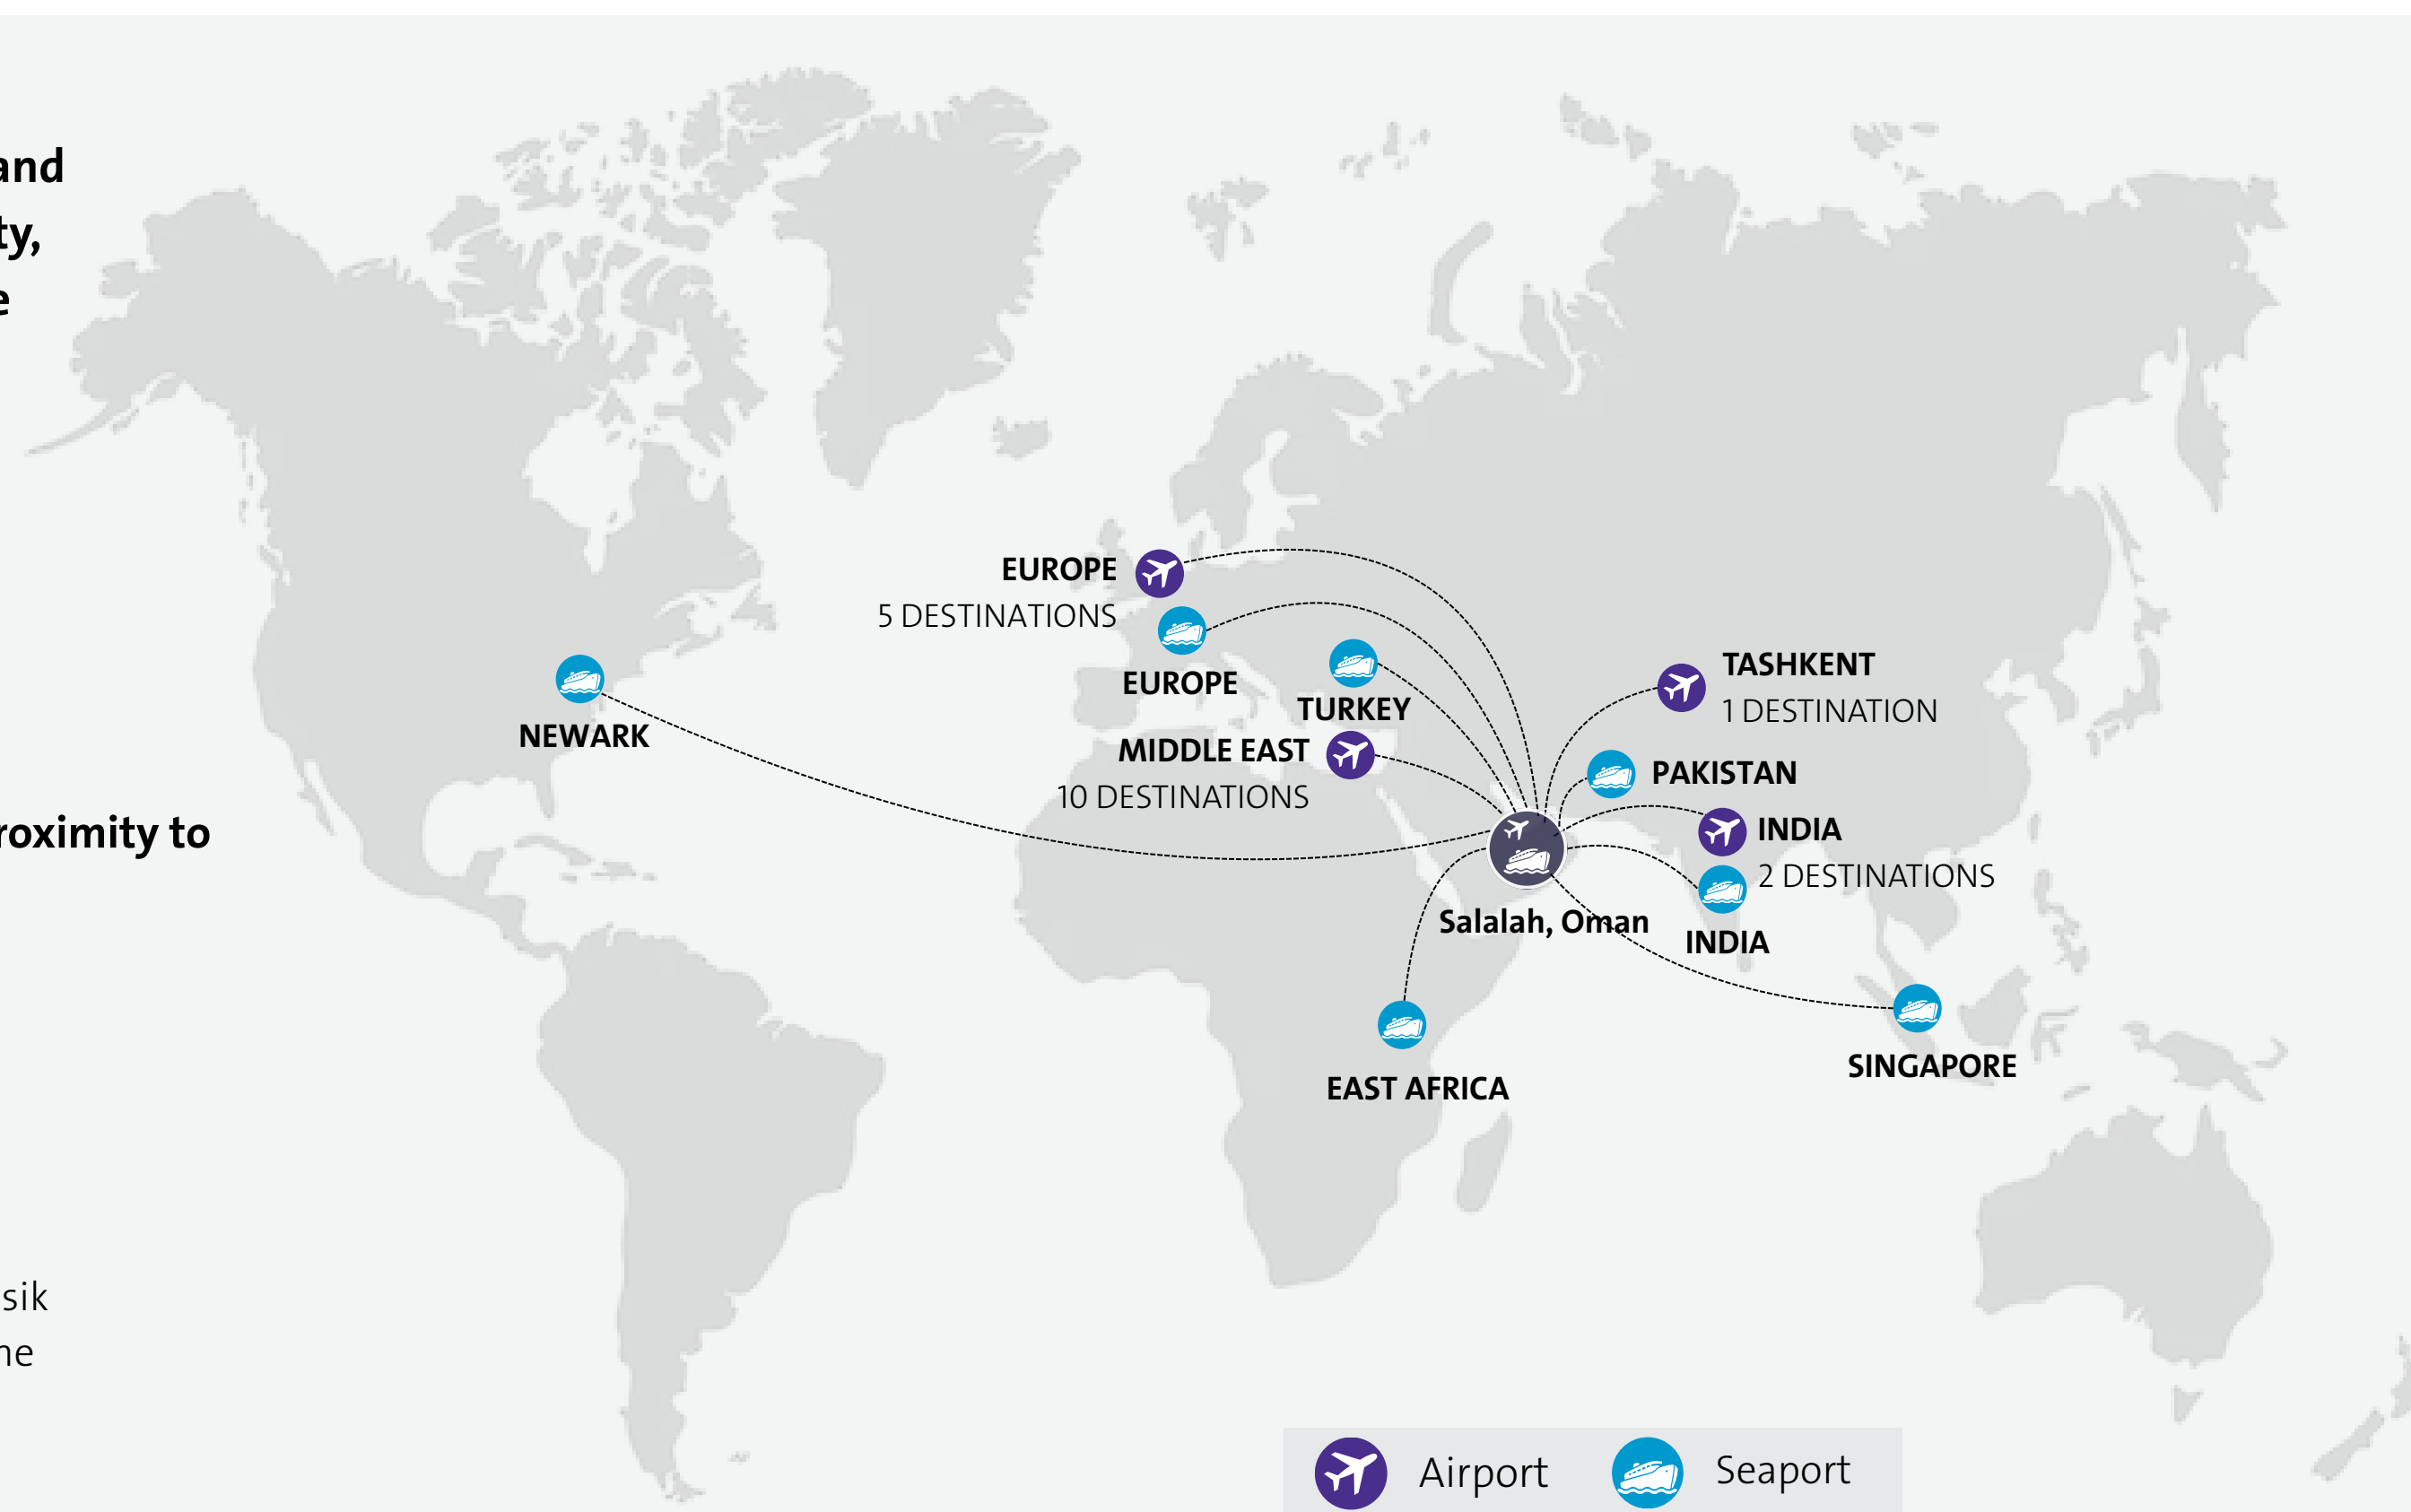 and
ty,
e
roximity to
sik
ne
EUROPE
5 DESTINATIONS
EUROPE
TURKEY
MIDDLE EAST
10 DESTINATIONS
NEWARK
TASHKENT
1 DESTINATION
PAKISTAN
INDIA
2 DESTINATIONS
INDIA
Salalah, Oman
SINGAPORE
EAST AFRICA
Airport
Seaport